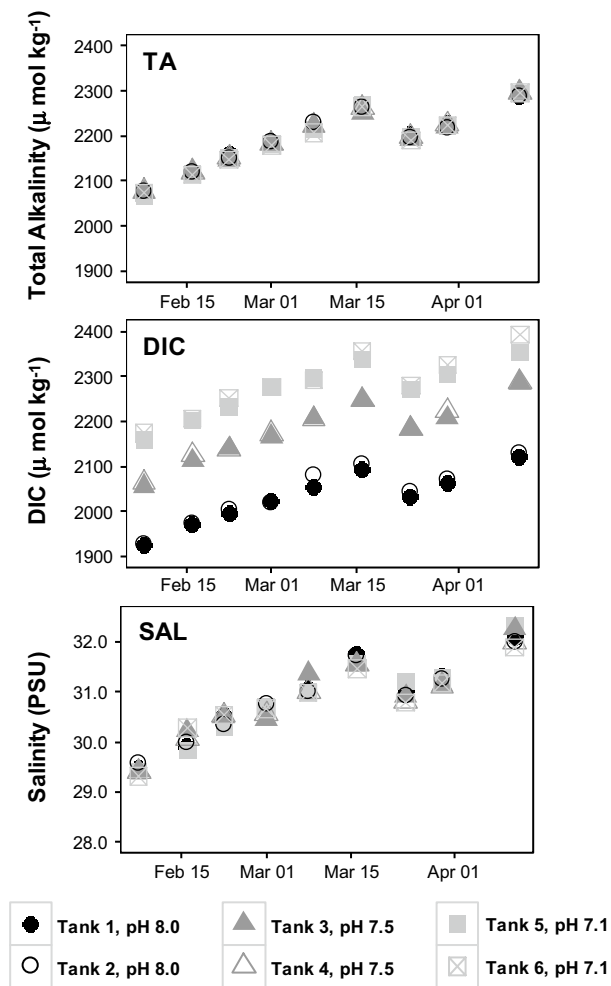 TA
Total Alkalinity (µ mol kg-1)
2400
2300
2200
2100
2000
1900
Feb 15 Mar 01 Mar 15 Apr 01
DIC
DIC (µ mol kg-1)
2400
2300
2200
2100
2000
1900
Feb 15 Mar 01 Mar 15 Apr 01
SAL
Salinity (PSU)
32.0
31.0
30.0
29.0
28.0
Feb 15 Mar 01 Mar 15 Apr 01
Tank 1, pH 8.0 Tank 3, pH 7.5 Tank 5, pH 7.1
Tank 2, pH 8.0 Tank 4, pH 7.5 Tank 6, pH 7.1